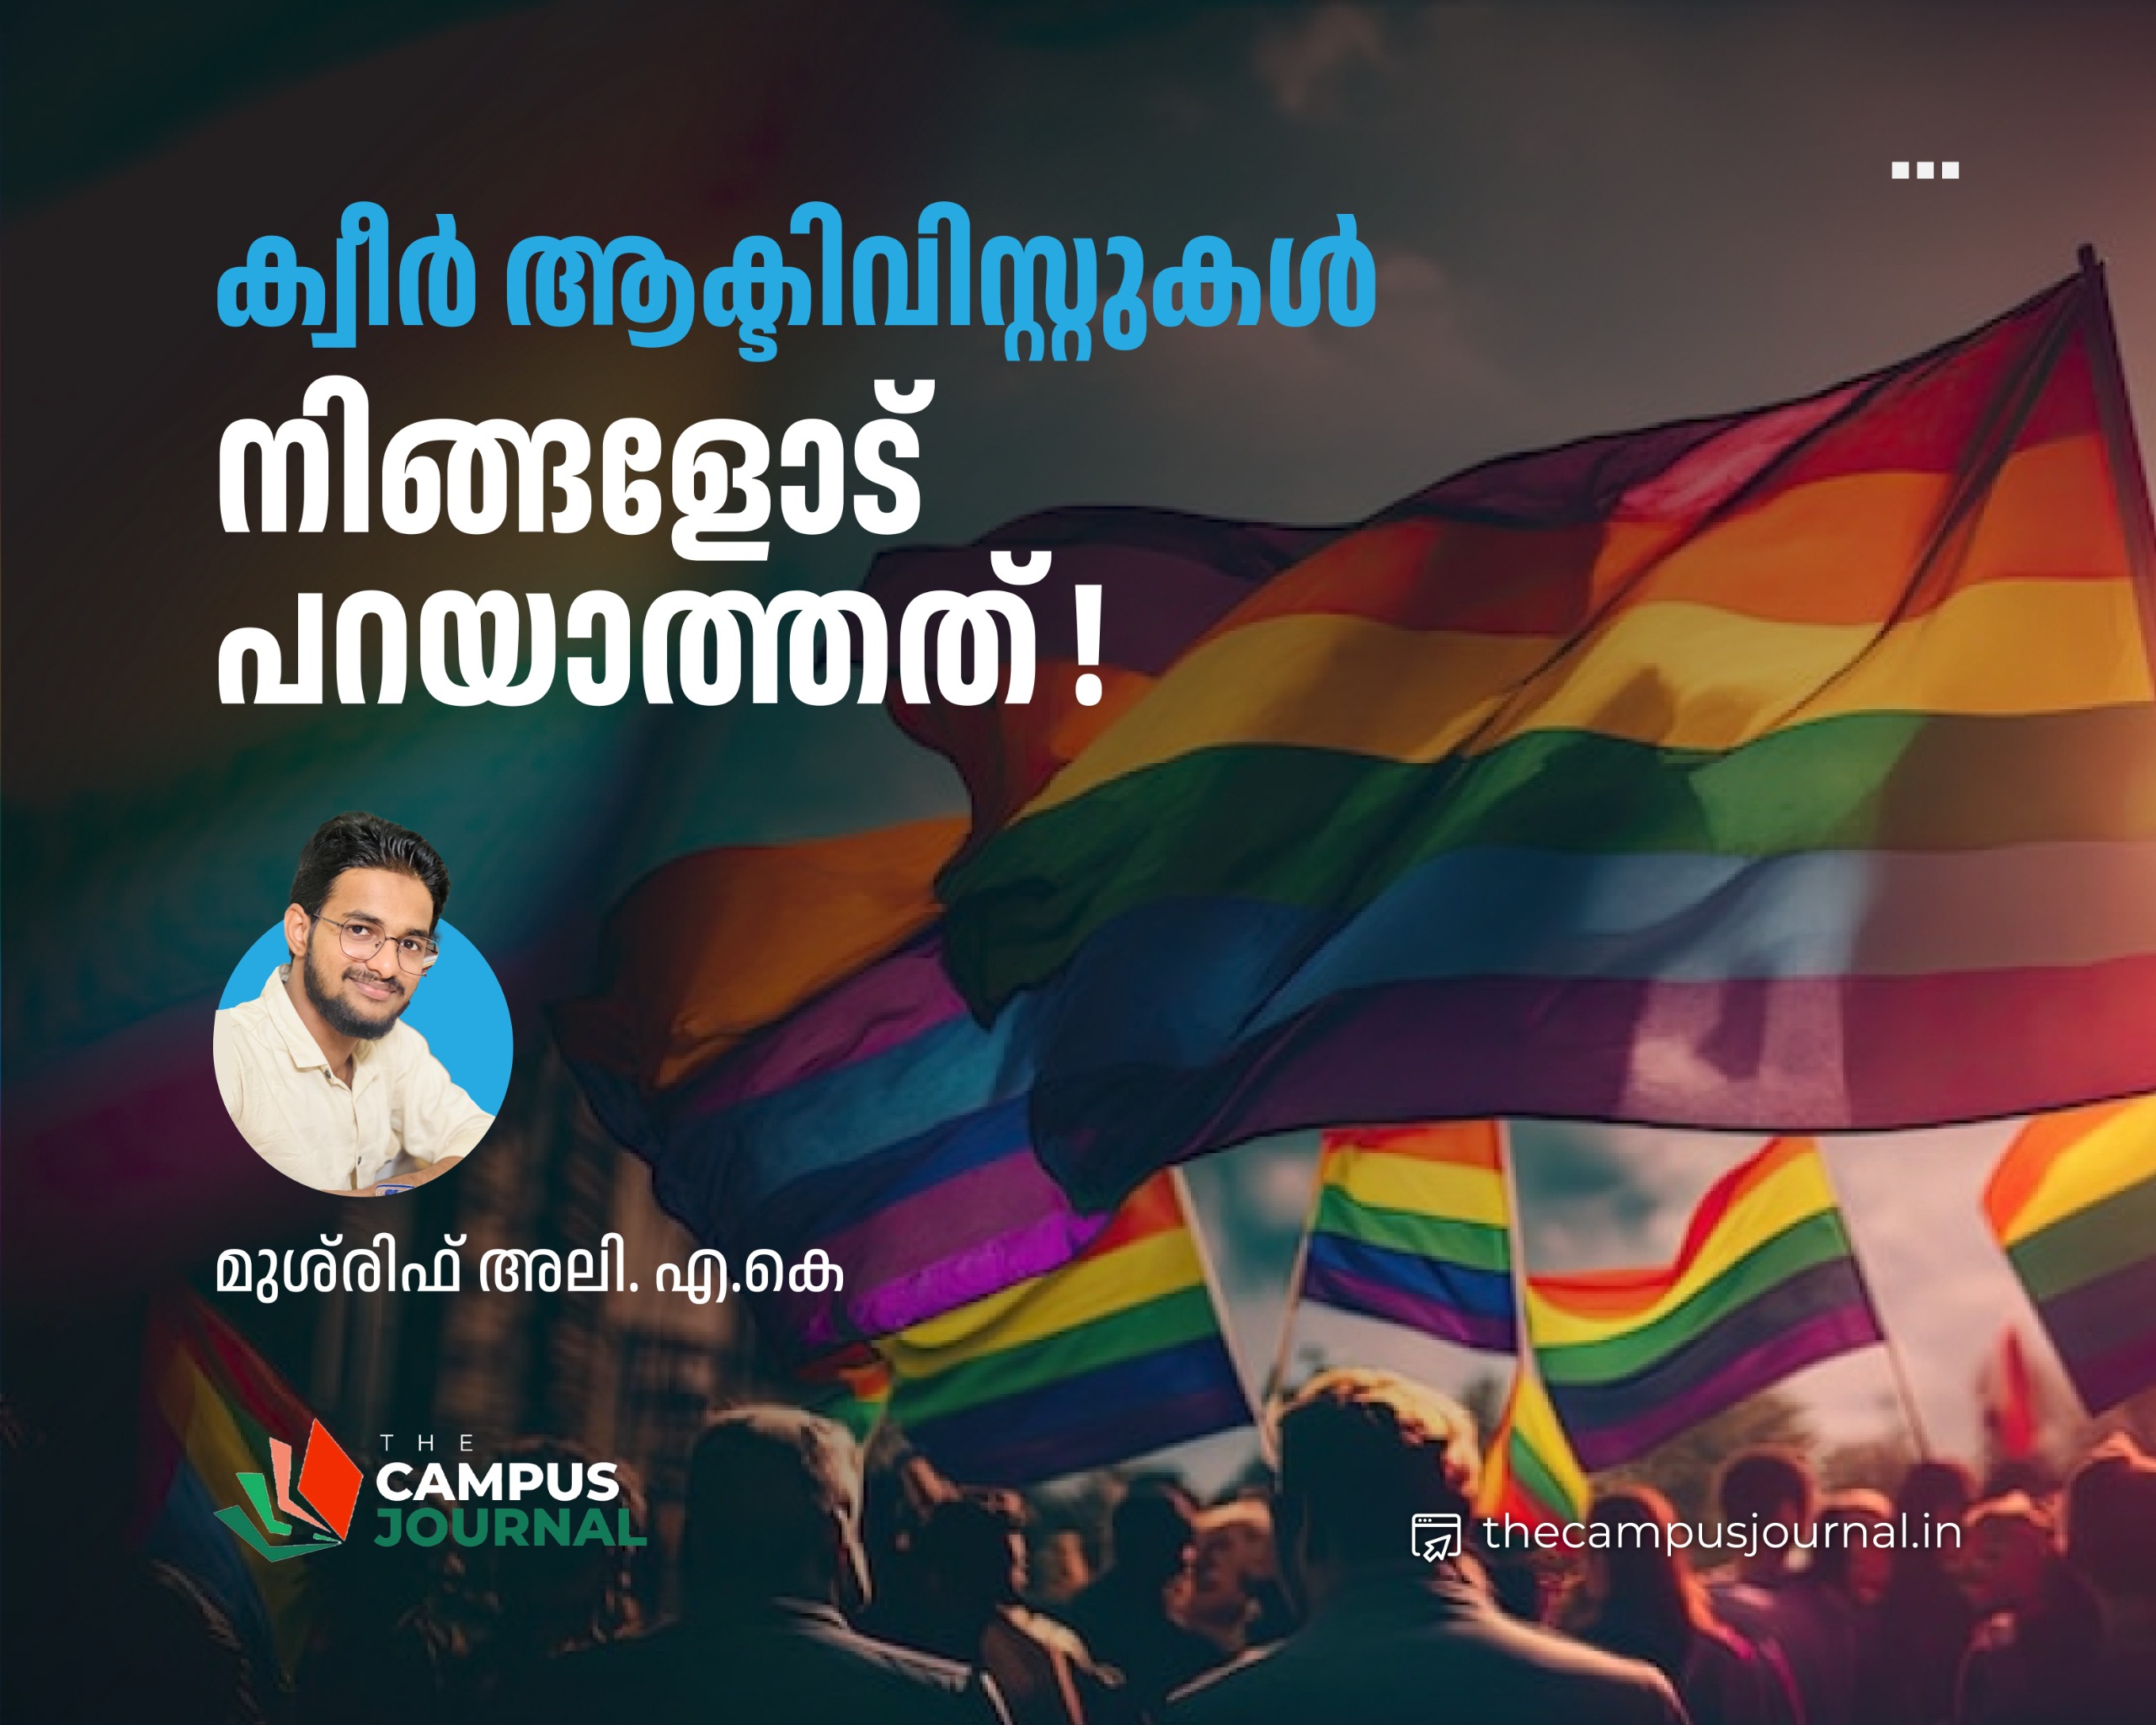 ക്വീർ ആക്ടിവിസ്റ്റുകൾ
നിങ്ങളോട്
പറയാത്തത് !
മുശ്‌രിഫ് അലി. എ.കെ
THE
CAMPUS
JOURNAL
thecampusjournal.in